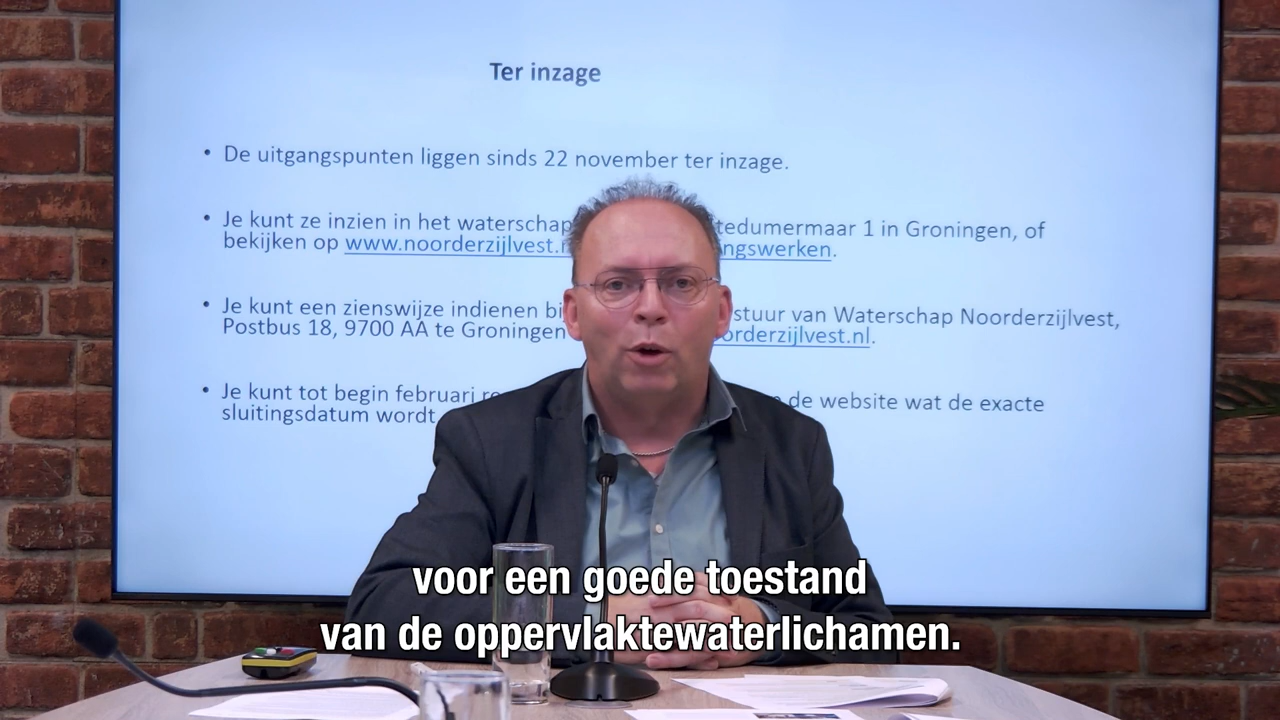 Ter inzage
• De uitgangspunten liggen sinds 22 november ter inzage.
• Je kunt ze inzien in het waterschap tedumermaar 1 in Groningen, of
bekijken op www.noorderzijlvest.n ngswerken.
• Je kunt een zienswijze indienen bi stuur van Waterschap Noorderzijlvest,
Postbus 18, 9700 AA te Groningen oorderzijlvest.nl.
• Je kunt tot begin februari de website wat de exacte
sluitingsdatum wordt
voor een goede toestand
van de oppervlaktewaterlichamen.